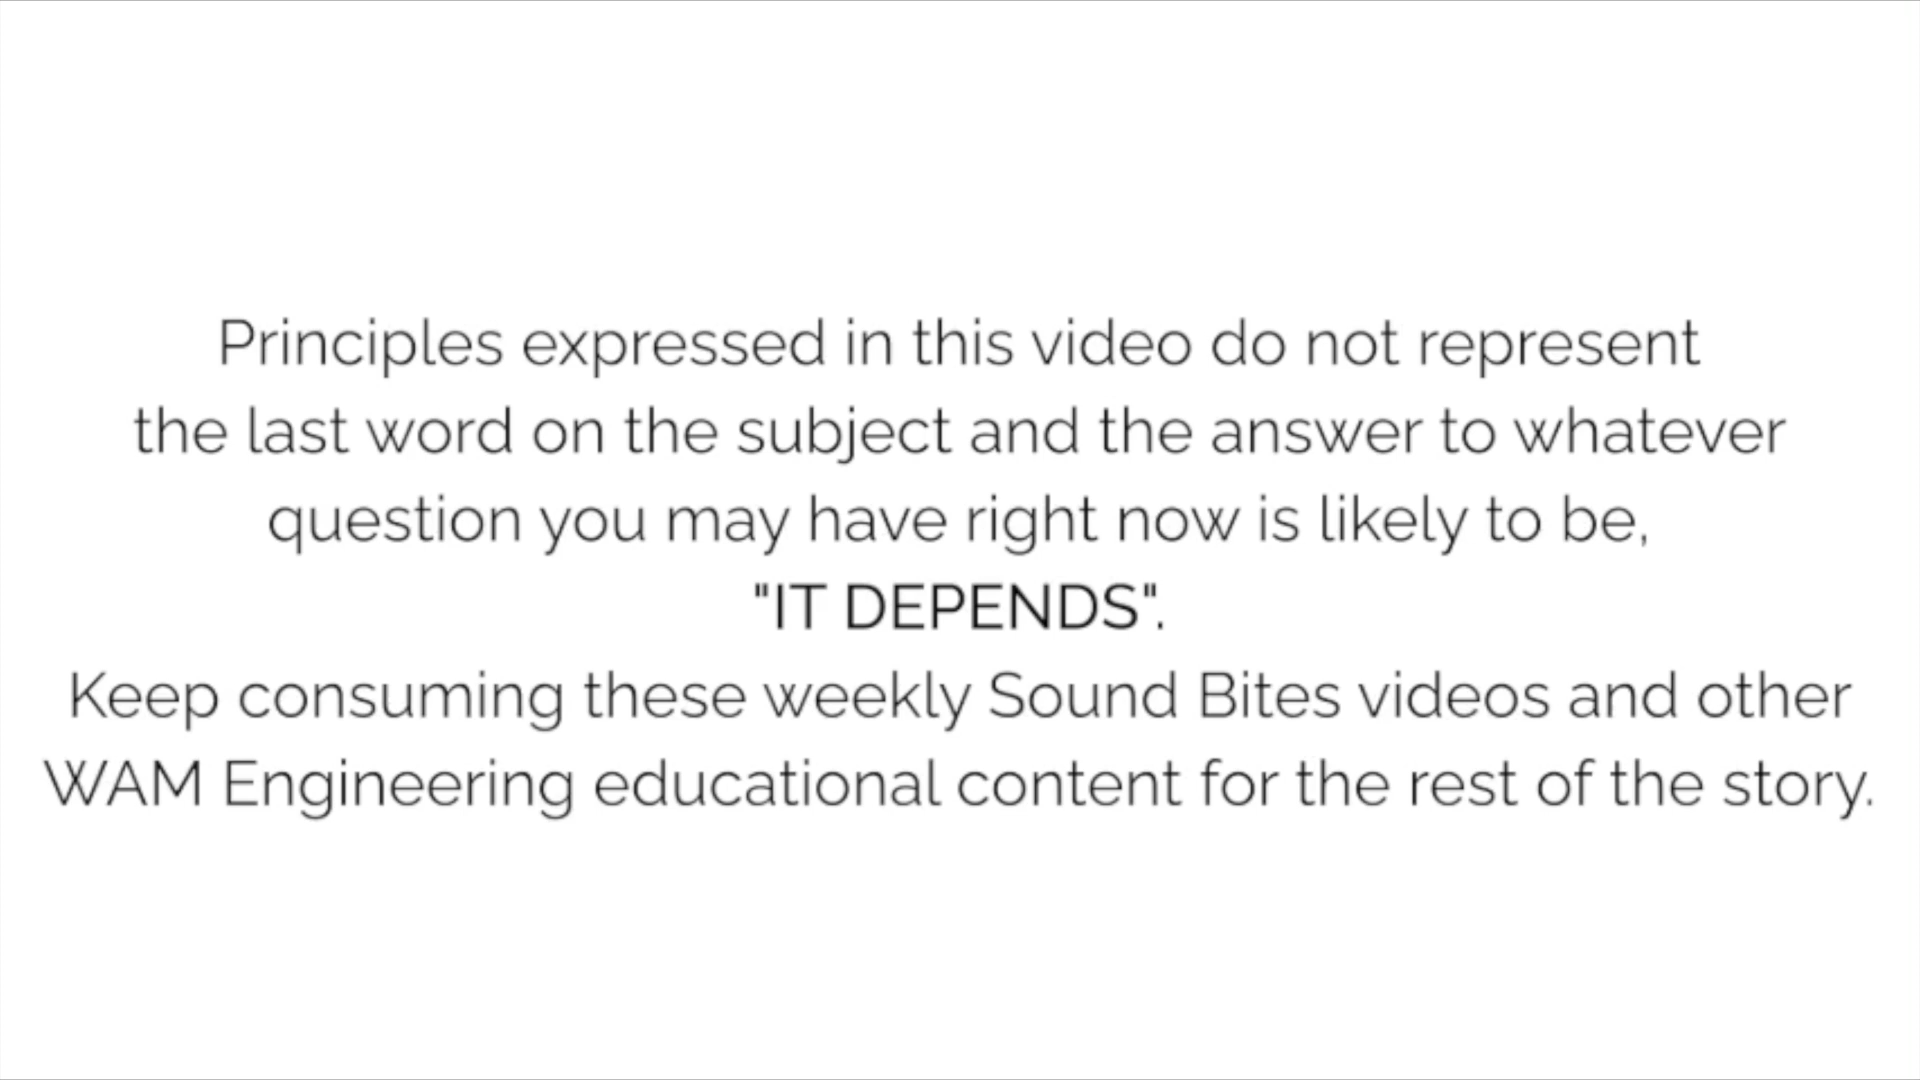 Principles expressed in this video do not represent
the last word on the subject and the answer to whatever
question you may have right now is likely to be,
"IT DEPENDS".
Keep consuming these weekly Sound Bites videos and other
WAM Engineering educational content for the rest of the story.